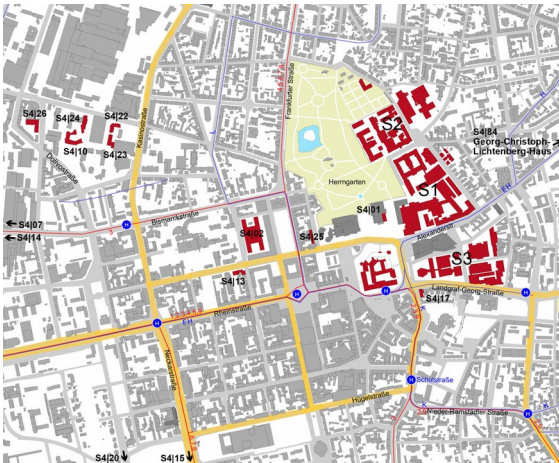 Frankfurter Straße
Kasinostraße
S4|26
S4|24
S4|22
S4|10
S4|23
Dolivostraße
S2
S4|84
Georg-Christoph-
Lichtenberg-Haus
Herrngarten
S1
S4|01
S4|07
S4|14
Bismarckstraße
H
S4|02
S4|25
Alexanderstr.
EH
S3
S4|13
S4|17
Landgraf-Georg-Straße
H
H
H
H
Rheinstraße
EH
K
Neckarstraße
H
Schulstraße
Hügelstraße
K
Nieder-Ramstädter Straße
H
K
S4|20
S4|15